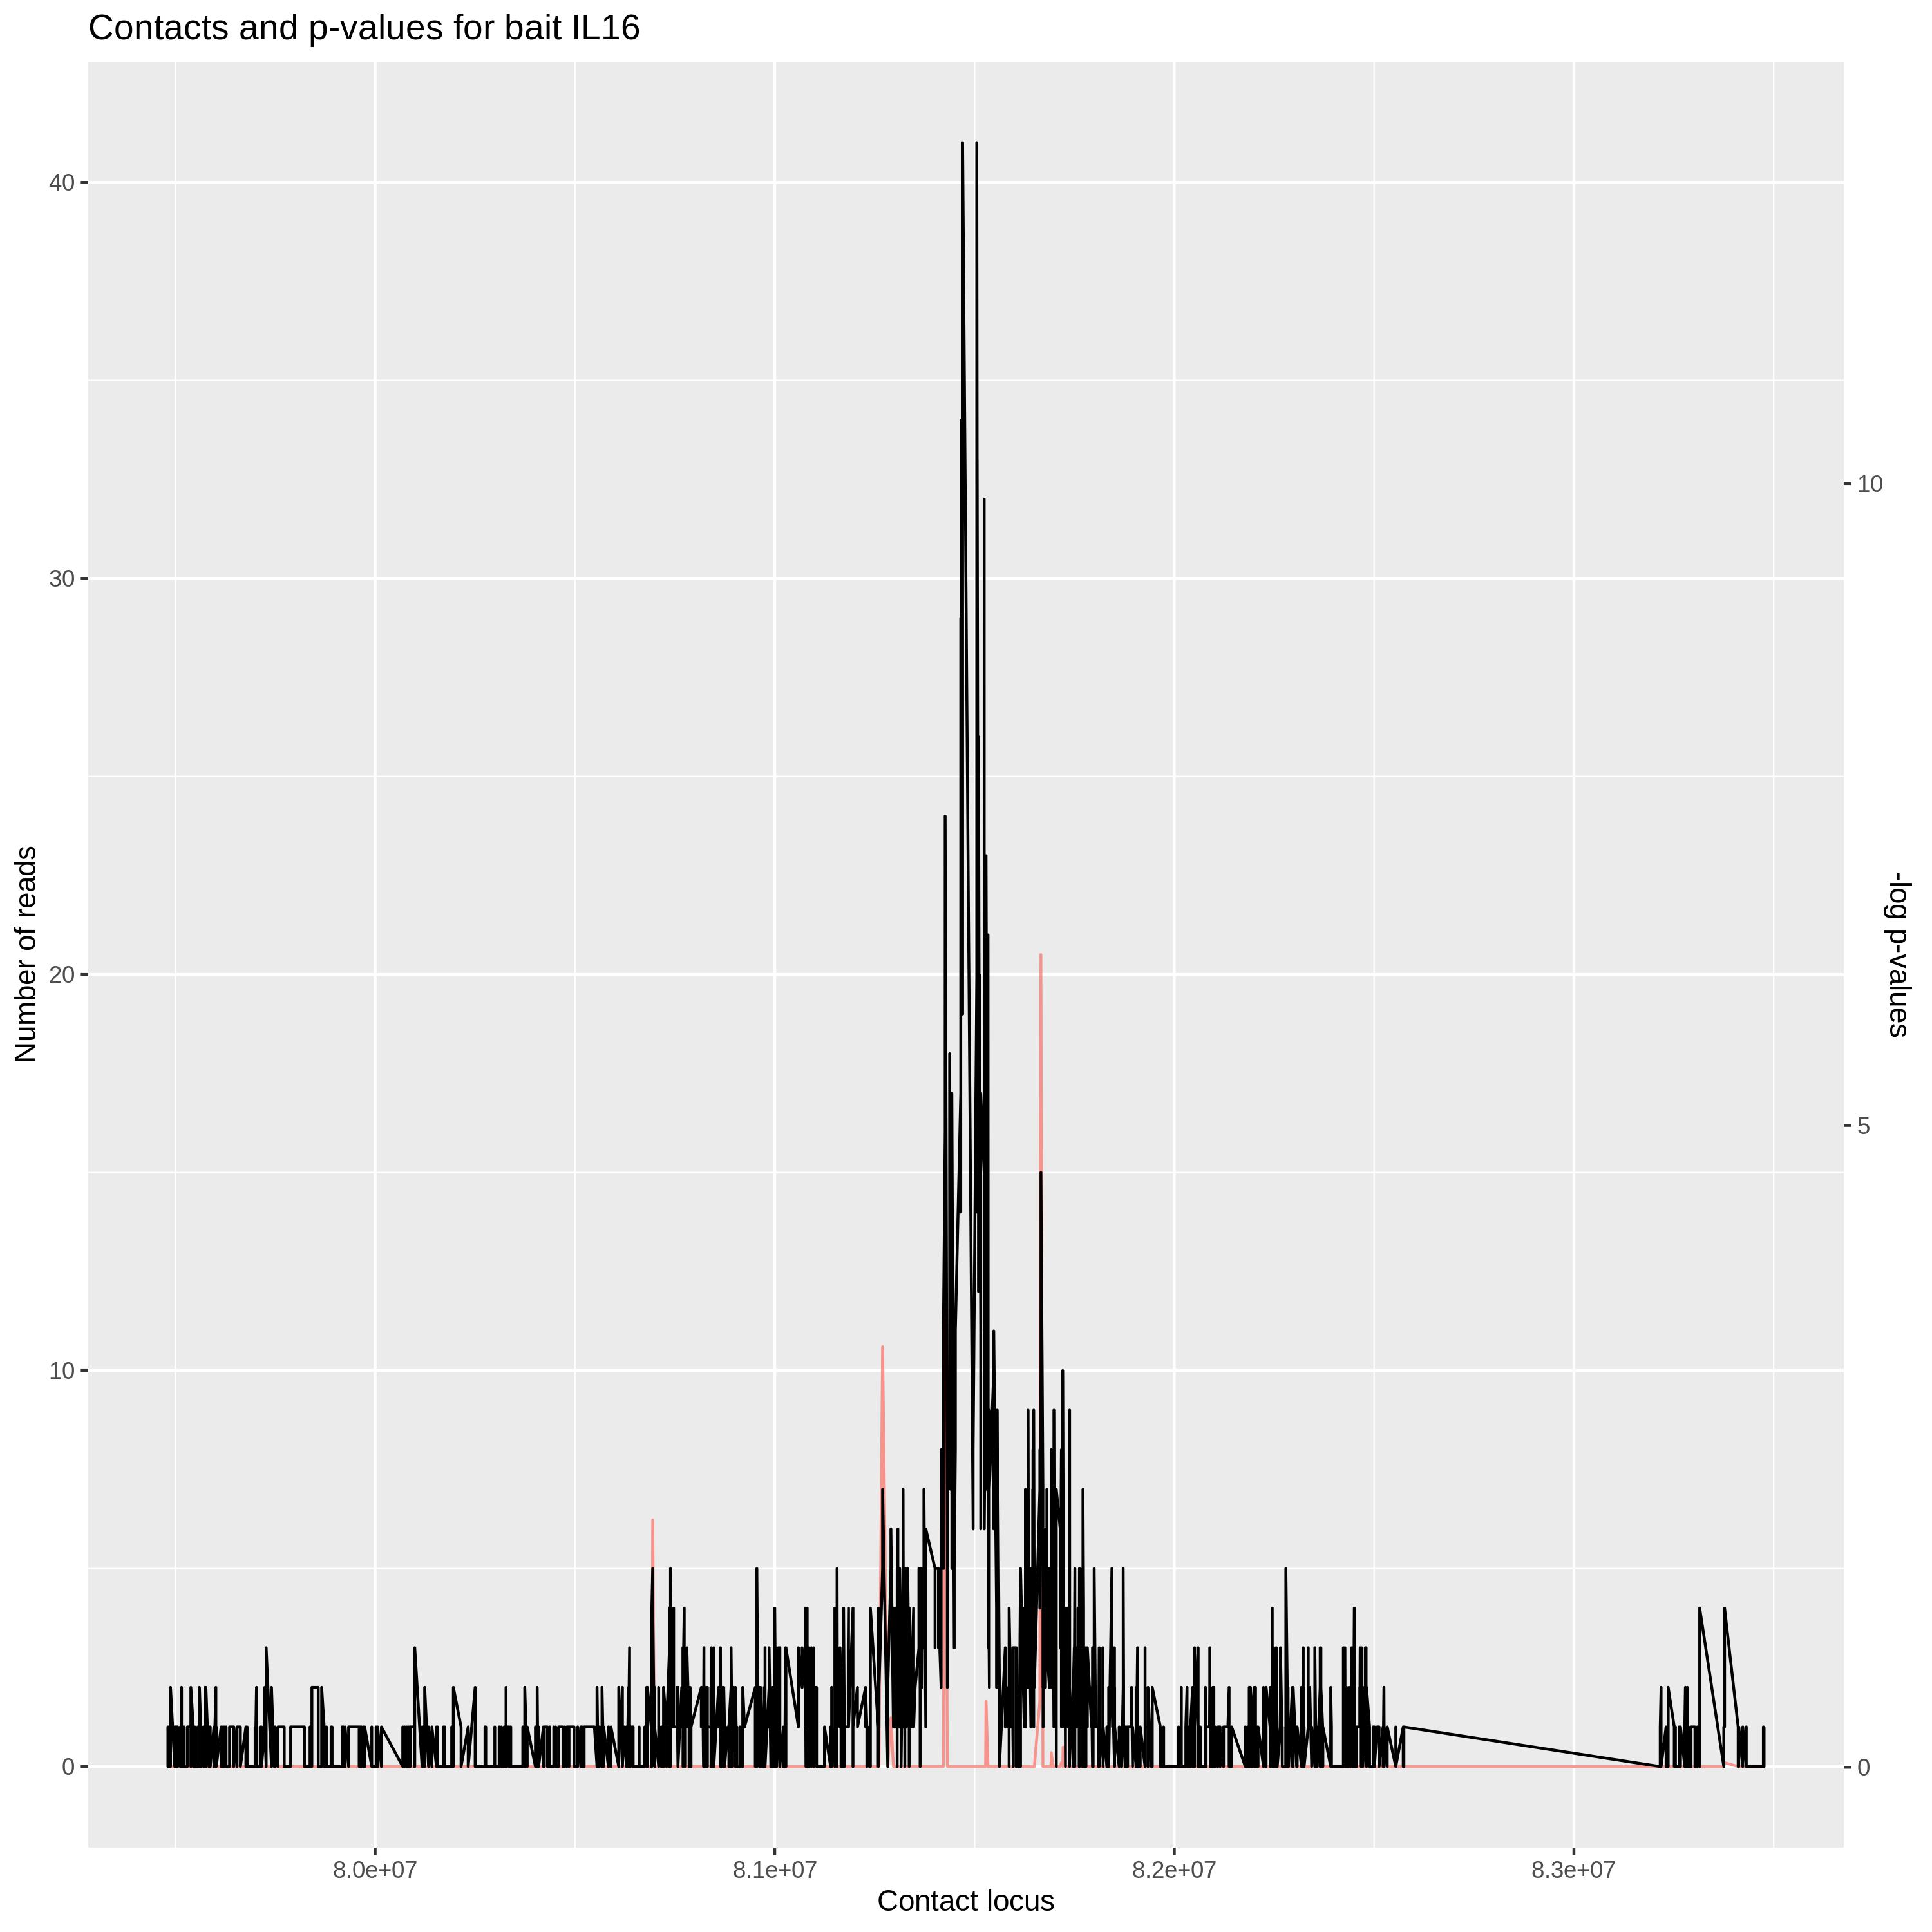 Contacts and p-values for bait IL16
40
30
20
10
0
Number of reads
10
5
0
-log p-values
8.0e+07
8.1e+07
8.2e+07
8.3e+07
Contact locus